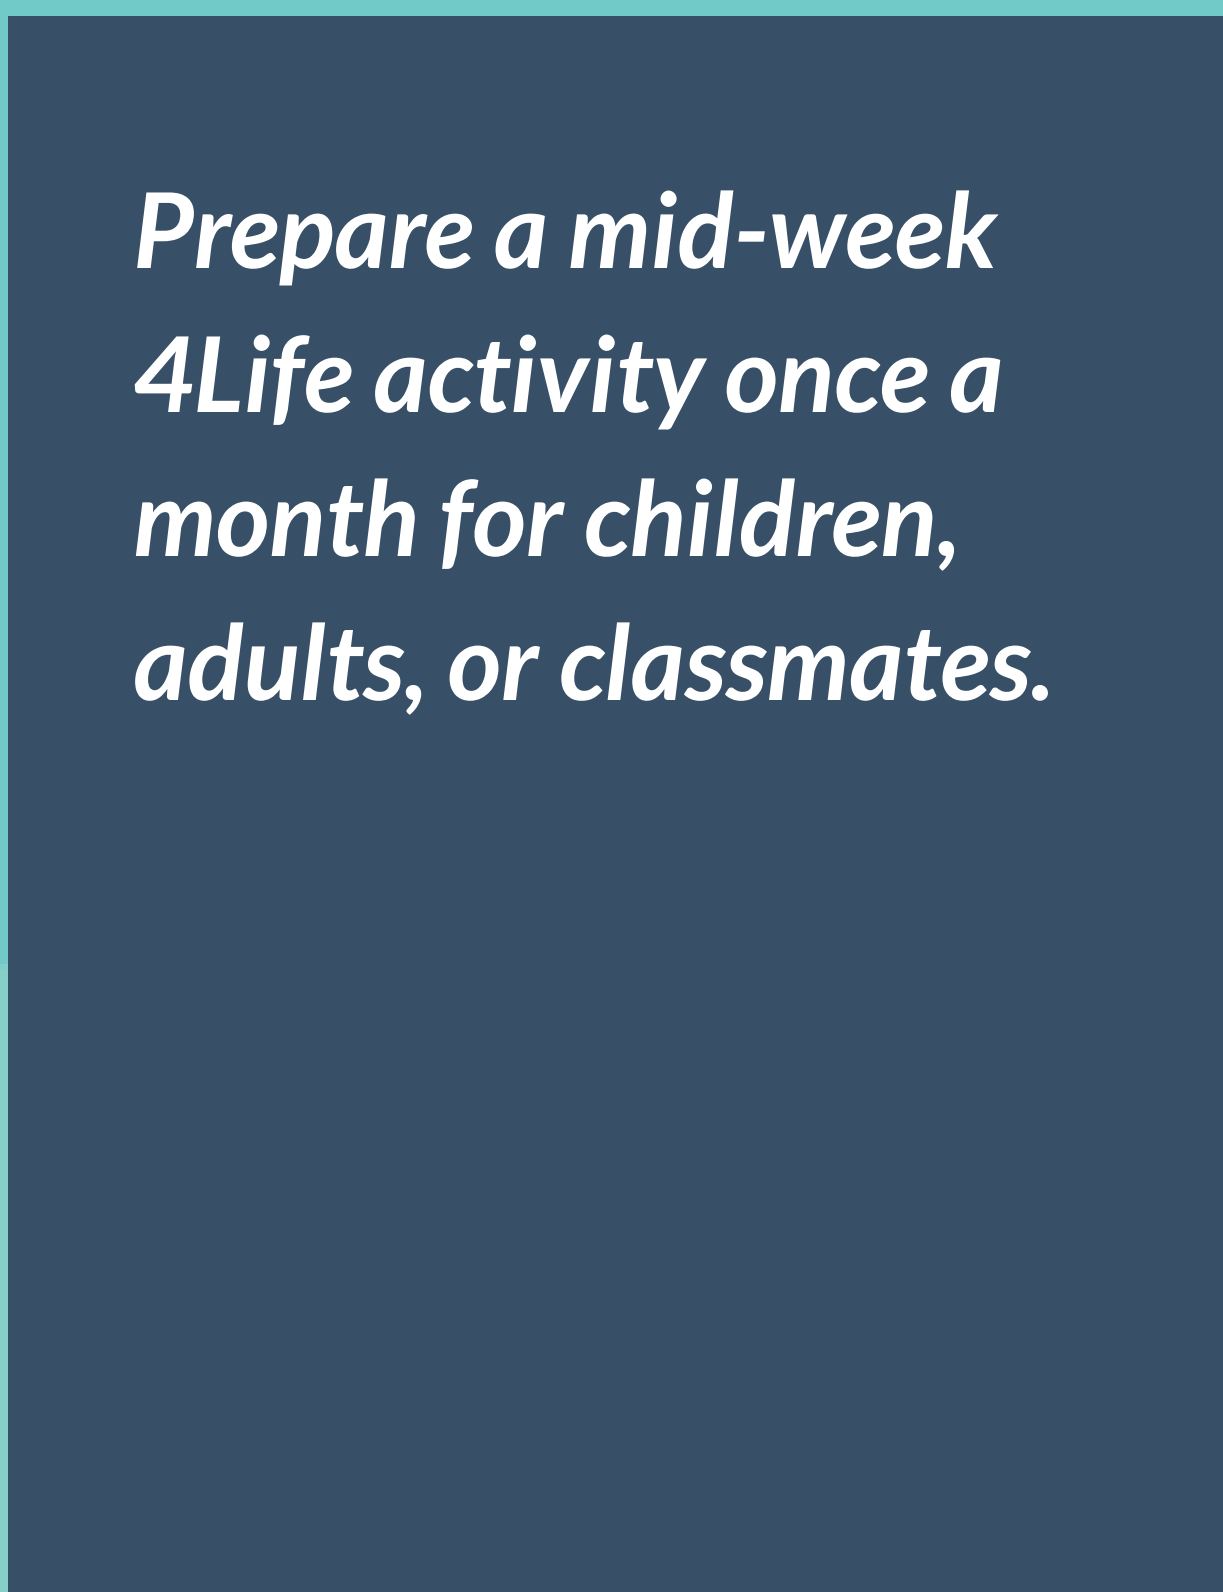 Prepare a mid-week
4Life activity once a
month for children,
adults, or classmates.